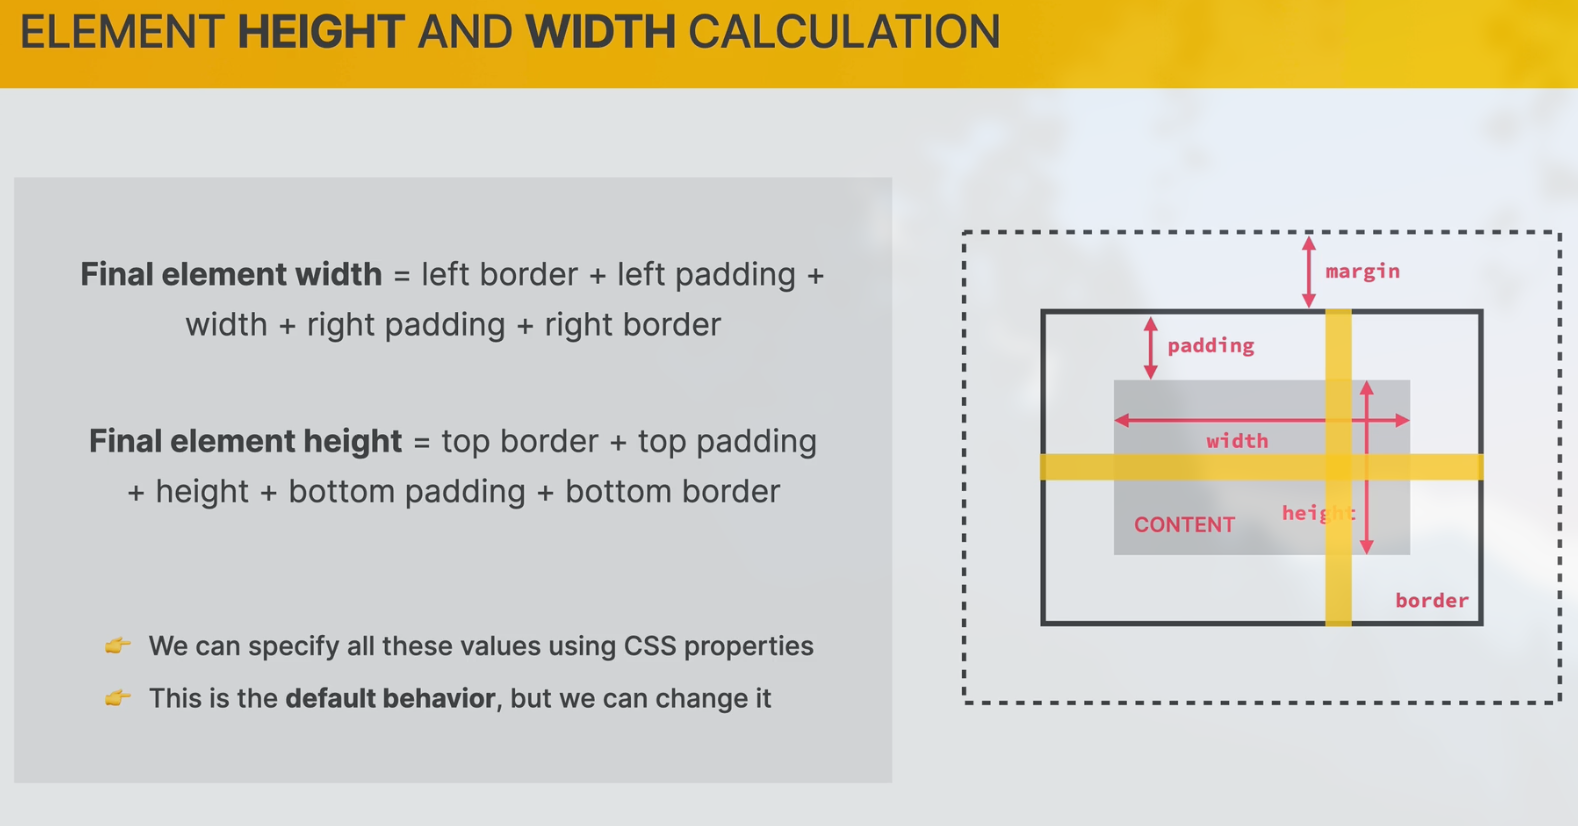 ELEMENT HEIGHT AND WIDTH CALCULATION
Final element width = left border + left padding +
width + right padding + right border
Final element height = top border + top padding
+ height + bottom padding + bottom border
👉 We can specify all these values using CSS properties
👉 This is the default behavior, but we can change it
margin
padding
width
height
CONTENT
border